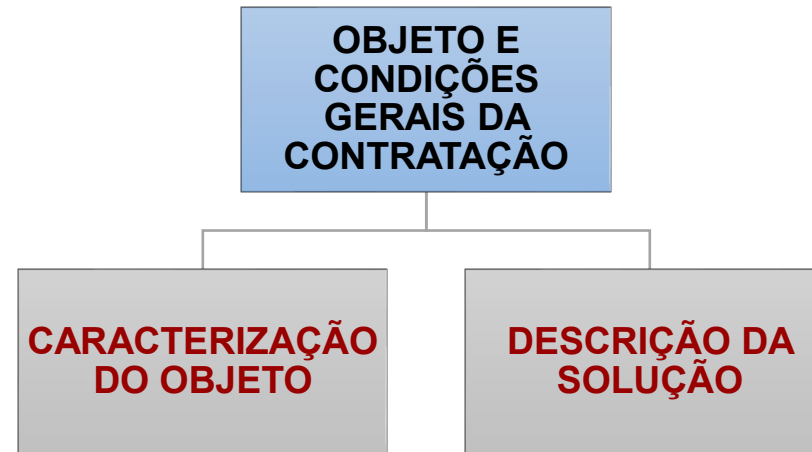 OBJETO E
CONDIÇÕES
GERAIS DA
CONTRATAÇÃO
CARACTERIZAÇÃO
DO OBJETO
DESCRIÇÃO DA
SOLUÇÃO